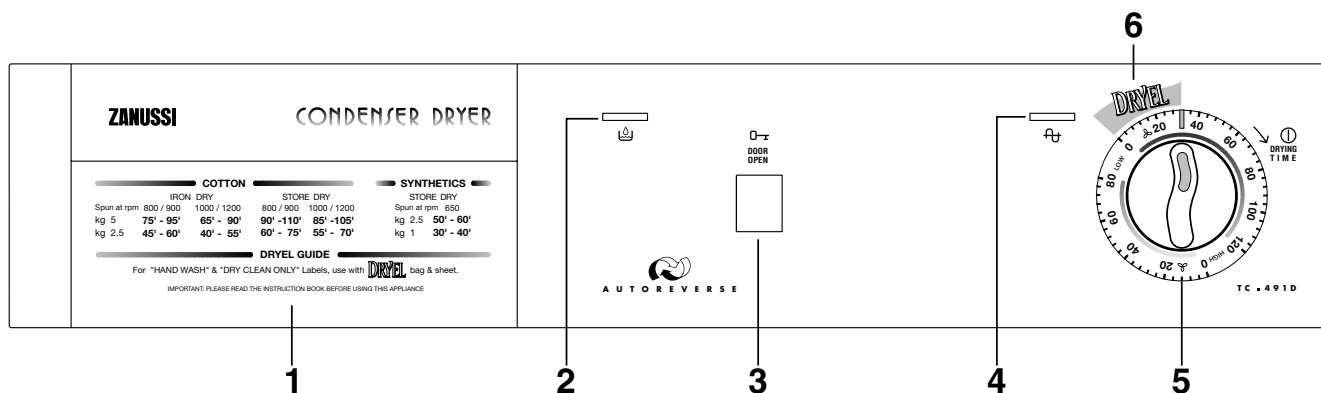 6
ZANUSSI
CONDENSER DRYER
DRYEL
DOOR
OPEN
DRYING
TIME
COTTON
SYNTHETICS
IRON DRY STORE DRY STORE DRY
Spun at rpm 800 / 900 1000 / 1200 800 / 900 1000 / 1200 Spun at rpm 650
kg 5 75' - 95' 65' - 90' 90' -110' 85' -105' kg 2.5 50' - 60'
kg 2.5 45' - 60' 40' - 55' 60' - 75' 55' - 70' kg 1 30' - 40'
DRYEL GUIDE
For "HAND WASH" & "DRY CLEAN ONLY" Labels, use with DRYEL bag & sheet.
IMPORTANT: PLEASE READ THE INSTRUCTION BOOK BEFORE USING THIS APPLIANCE
AUTOREVERSE
0 20 40 60 80 100 120 HIGH
0 20 40 60 80 LOW
TC ▪ 491D
1 2 3 4 5